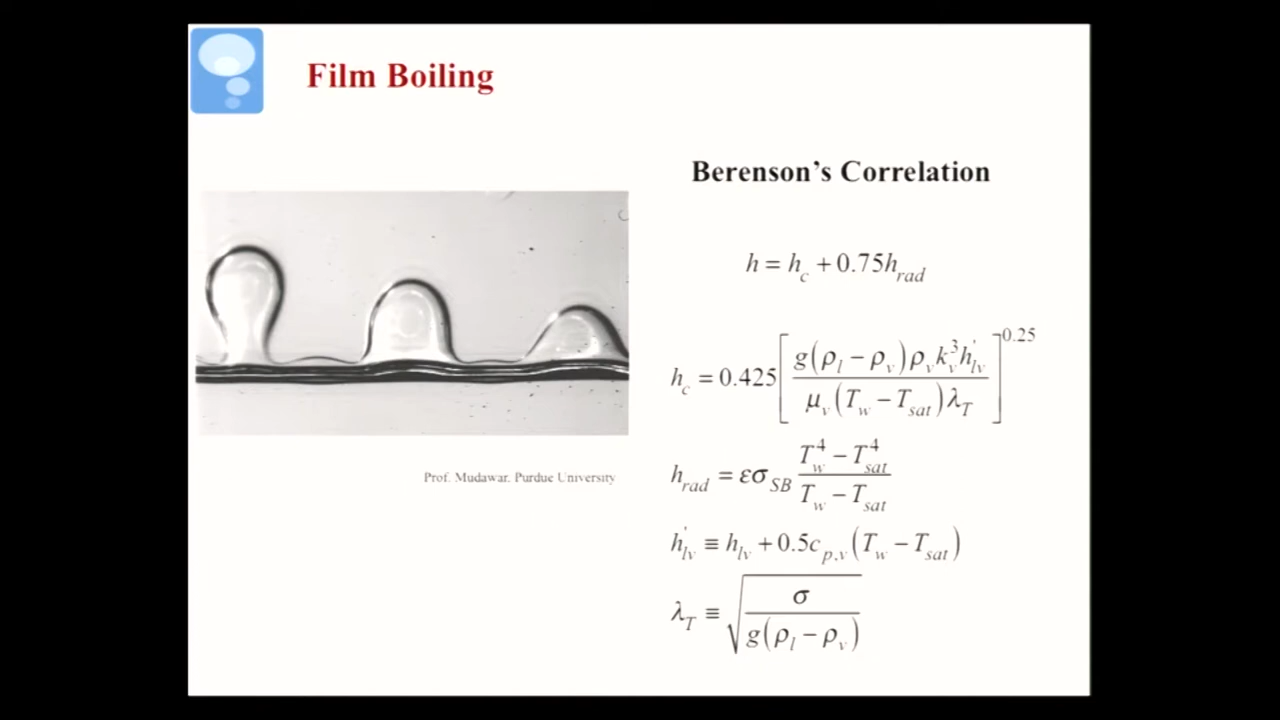 Film Boiling
Berenson's Correlation
h = h_c + 0.75h_rad
h_c = 0.425 [ g(ρ_l − ρ_v)ρ_v k_v^3 h'_lv / μ_v (T_w − T_sat) λ_T ]^0.25
h_rad = εσ_SB (T_w^4 − T_sat^4) / (T_w − T_sat)
h'_lv ≡ h_lv + 0.5c_p,v (T_w − T_sat)
λ_T ≡ √( σ / g(ρ_l − ρ_v) )
Prof. Mudawar. Purdue University